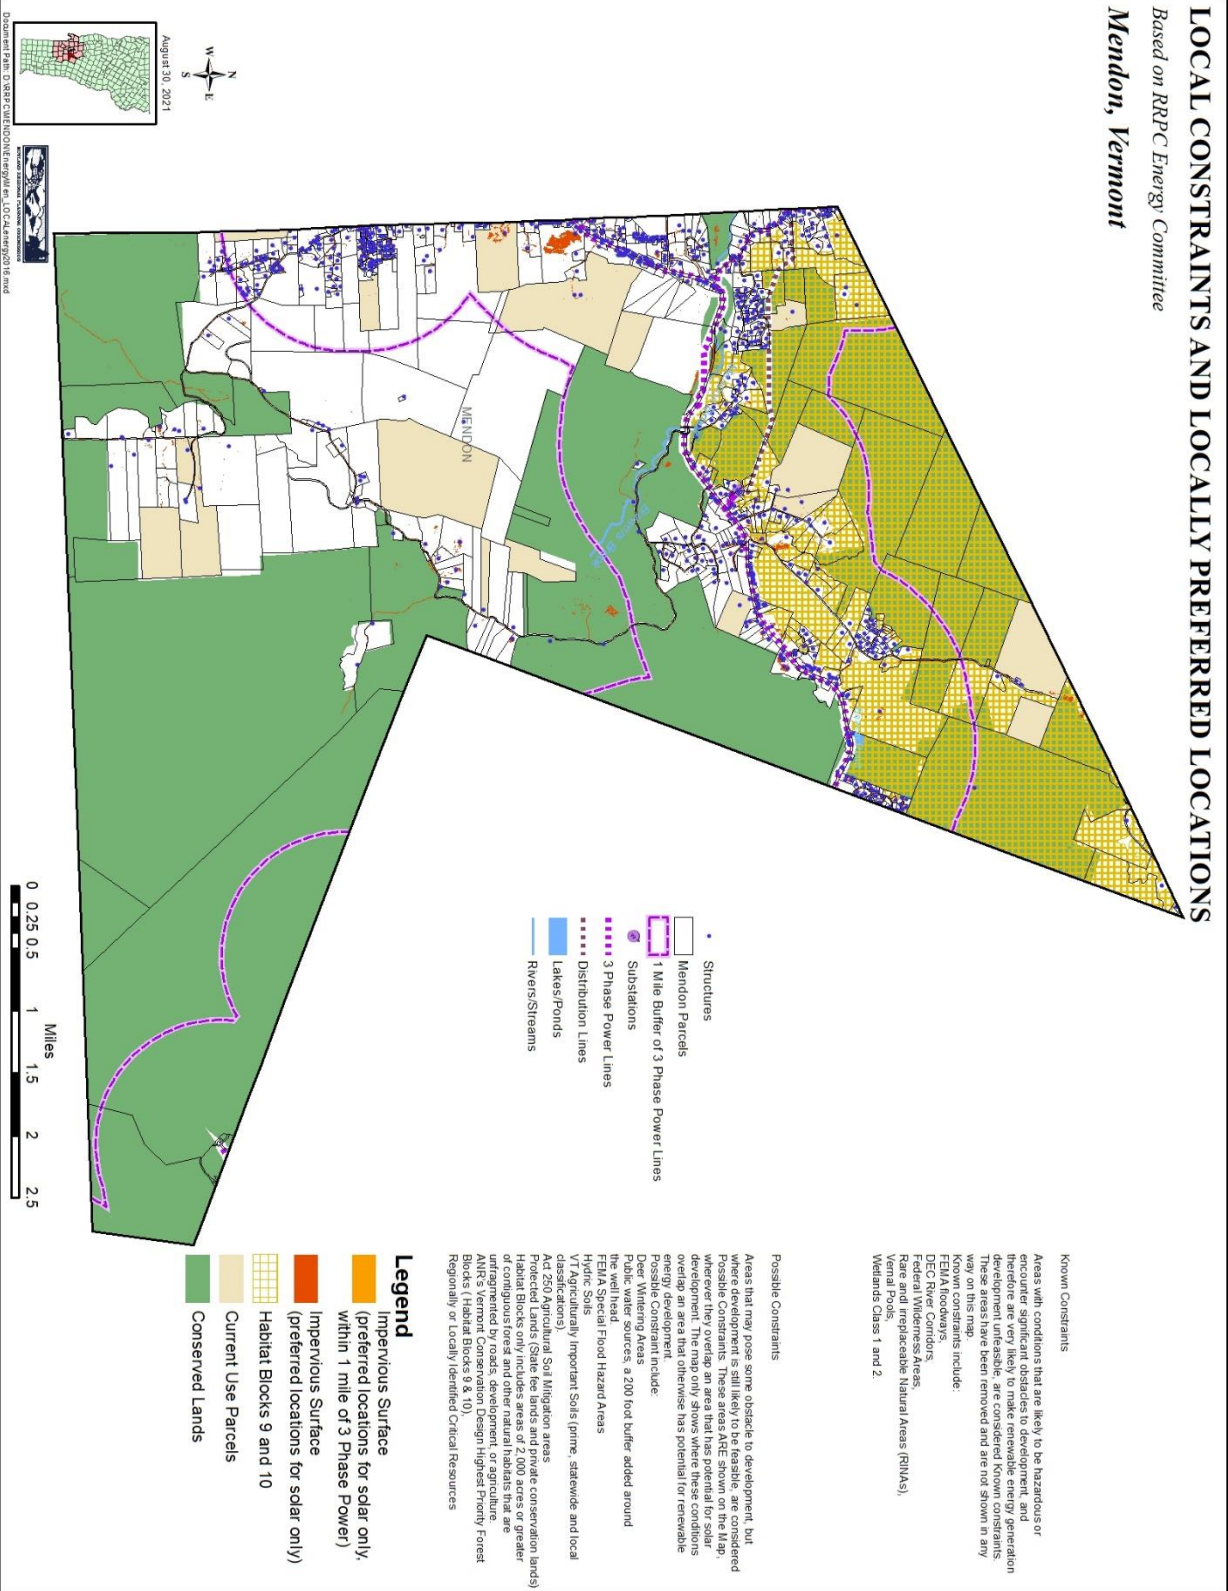 LOCAL CONSTRAINTS AND LOCALLY PREFERRED LOCATIONS
Based on RRPC Energy Committee
Mendon, Vermont
Known Constraints
Areas with conditions that are likely to be hazardous or
encounter significant obstacles to development, and
therefore are very likely to make renewable energy generation
development unfeasible, are considered Known constraints.
These areas have been removed and are not shown in any
way on this map.
Known constraints include:
FEMA floodways,
DEC River Corridors,
Federal Wilderness Areas,
Rare and Irreplaceable Natural Areas (RINAs),
Vernal Pools,
Wetlands Class 1 and 2.
Possible Constraints
Areas that may pose some obstacle to development, but
where development is still likely to be feasible, are considered
Possible Constraints. These areas ARE shown on the Map,
wherever they overlap an area that has potential for solar
development. The map only shows where these conditions
overlap an area that otherwise has potential for renewable
energy development.
Possible Constraint include:
Deer Wintering Areas
Public water sources, a 200 foot buffer added around
the well head.
FEMA Special Flood Hazard Areas
Hydric Soils
VT Agriculturally Important Soils (prime, statewide and local
classifications)
Act 250 Agricultural Soil Mitigation areas
Protected Lands (State fee lands and private conservation lands)
Habitat Blocks only includes areas of 2,000 acres or greater
of contiguous forest and other natural habitats that are
unfragmented by roads, development, or agriculture.
ANR's Vermont Conservation Design Highest Priority Forest
Blocks ( Habitat Blocks 9 & 10),
Regionally or Locally Identified Critical Resources
Structures
Mendon Parcels
1 Mile Buffer of 3 Phase Power Lines
Substations
3 Phase Power Lines
Distribution Lines
Lakes/Ponds
Rivers/Streams
Legend
Impervious Surface
(preferred locations for solar only,
within 1 mile of 3 Phase Power)
Impervious Surface
(preferred locations for solar only)
Habitat Blocks 9 and 10
Current Use Parcels
Conserved Lands
MENDON
N
W
E
S
August 30, 2021
RUTLAND REGIONAL PLANNING COMMISSION
0 0.25 0.5 1 1.5 2 2.5
Miles